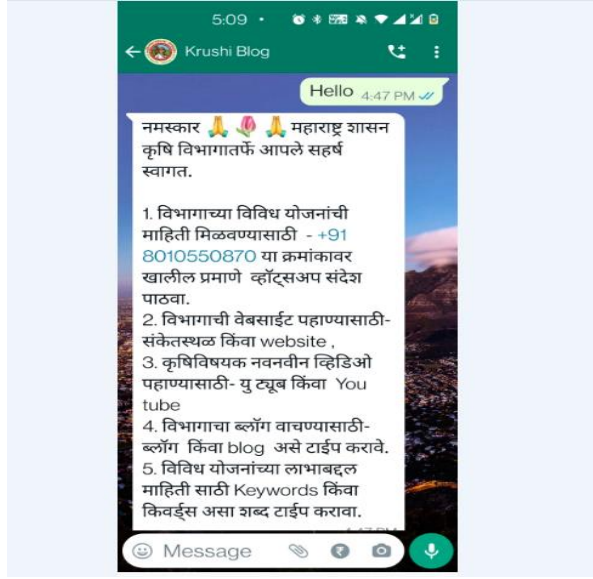 5:09
Krushi Blog
Hello 4:47 PM
नमस्कार 🙏 🌷 🙏 महाराष्ट्र शासन
कृषि विभागातर्फे आपले सहर्ष
स्वागत.
1. विभागाच्या विविध योजनांची
माहिती मिळवण्यासाठी - +91
8010550870 या क्रमांकावर
खालील प्रमाणे व्हॉट्सअप संदेश
पाठवा.
2. विभागाची वेबसाईट पहाण्यासाठी-
संकेतस्थळ किंवा website ,
3. कृषिविषयक नवनवीन व्हिडिओ
पहाण्यासाठी- यु ट्यूब किंवा You
tube
4. विभागाचा ब्लॉग वाचण्यासाठी-
ब्लॉग किंवा blog असे टाईप करावे.
5. विविध योजनांच्या लाभाबद्दल
माहिती साठी Keywords किंवा
किवर्ड्स असा शब्द टाईप करावा.
Message